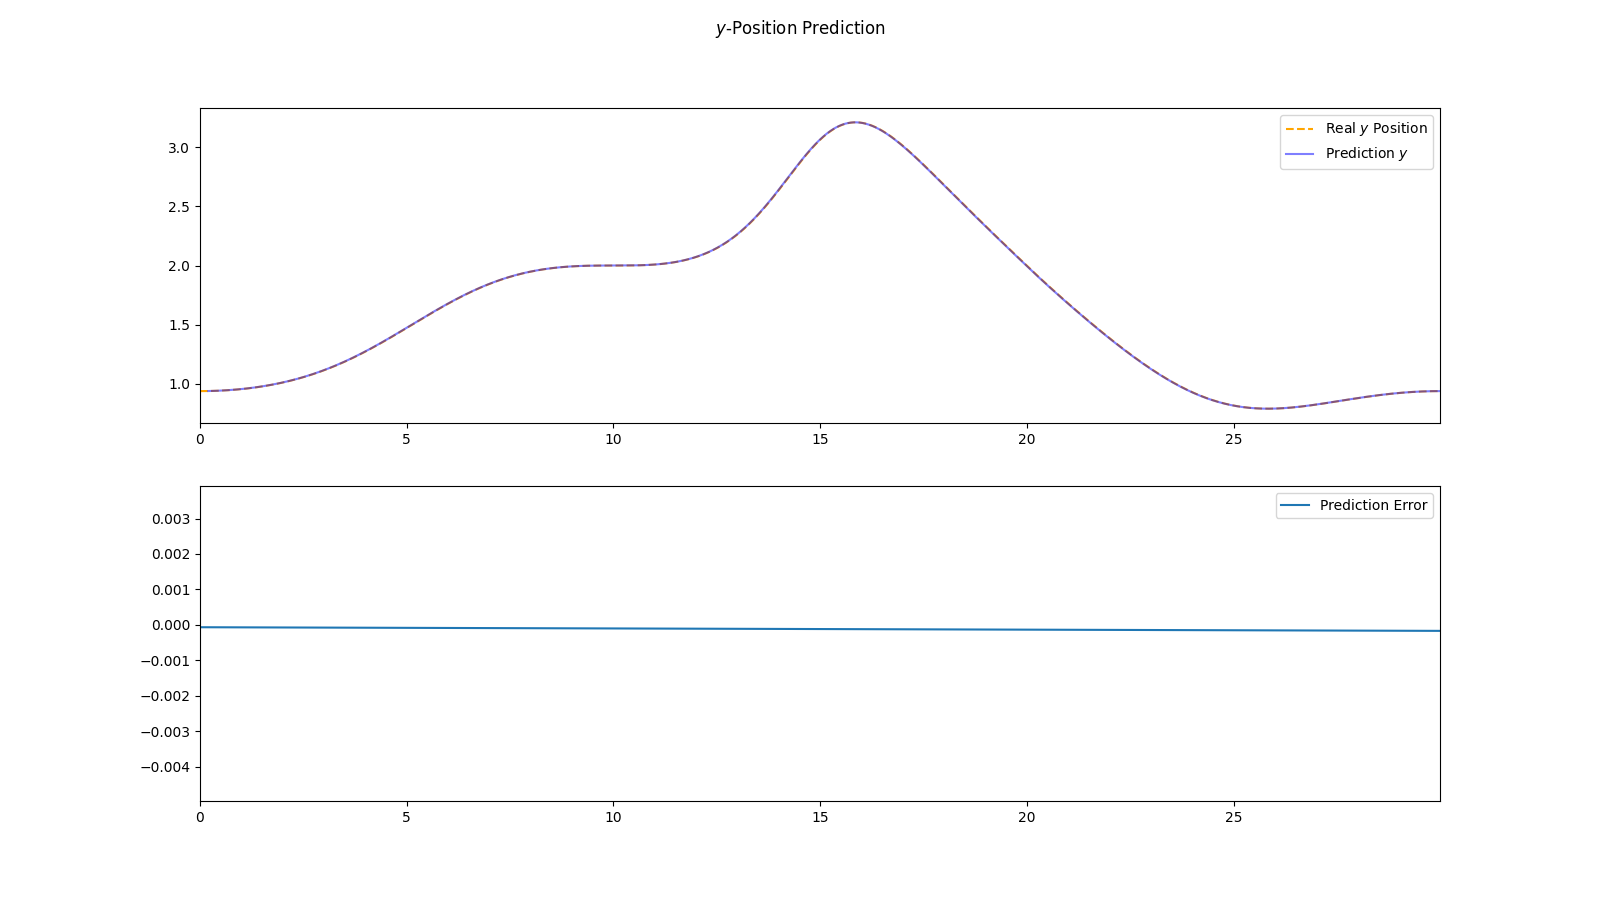 y-Position Prediction
3.0
2.5
2.0
1.5
1.0
Real y Position
Prediction y
0 5 10 15 20 25
0.003
0.002
0.001
0.000
−0.001
−0.002
−0.003
−0.004
Prediction Error
0 5 10 15 20 25